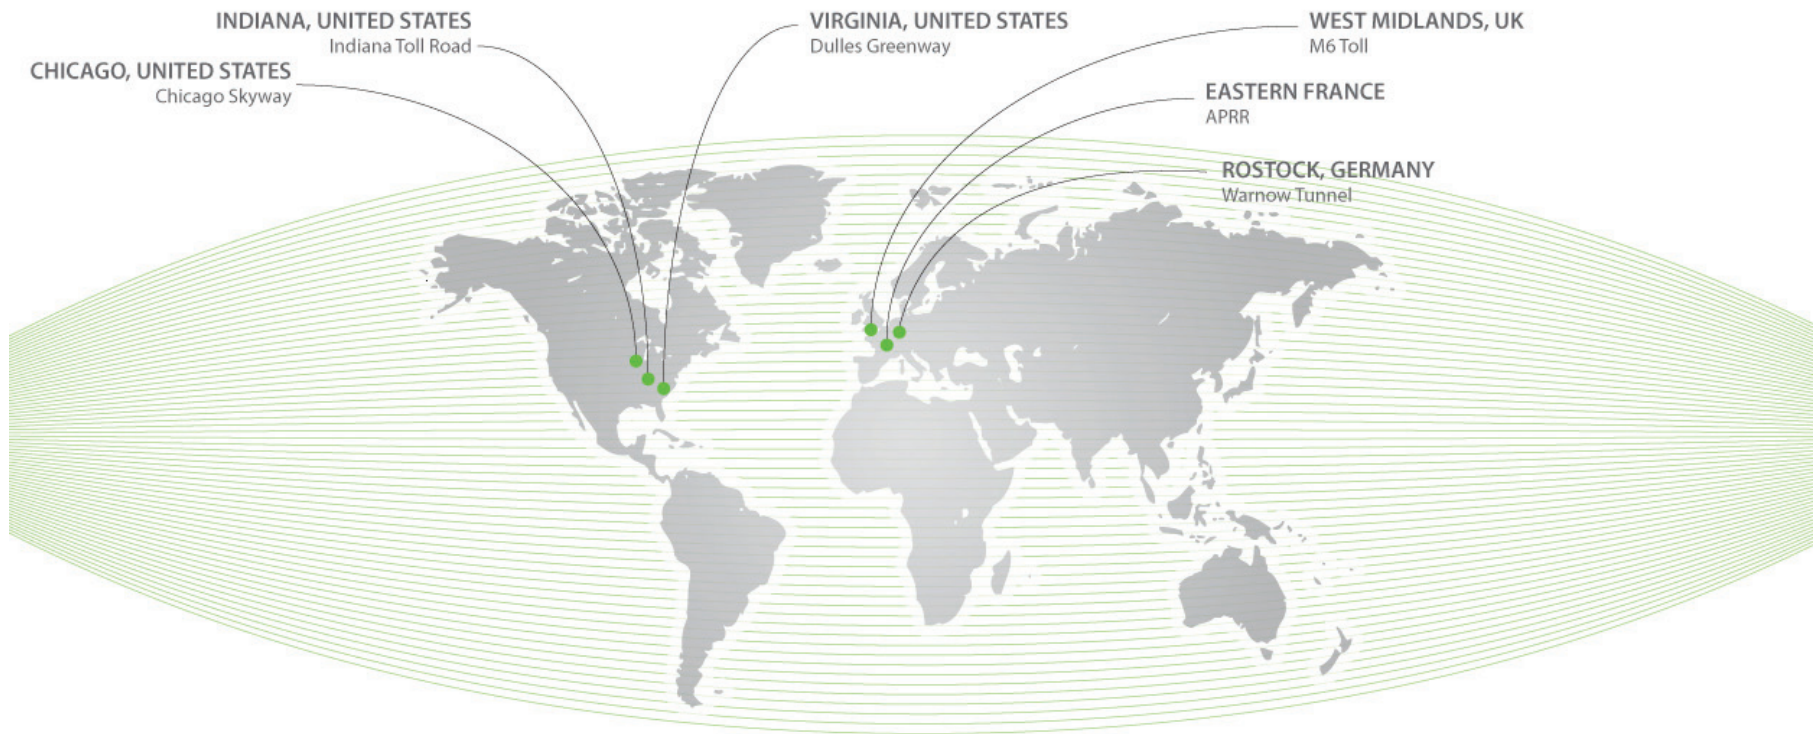 INDIANA, UNITED STATES
Indiana Toll Road
CHICAGO, UNITED STATES
Chicago Skyway
VIRGINIA, UNITED STATES
Dulles Greenway
WEST MIDLANDS, UK
M6 Toll
EASTERN FRANCE
APRR
ROSTOCK, GERMANY
Warnow Tunnel